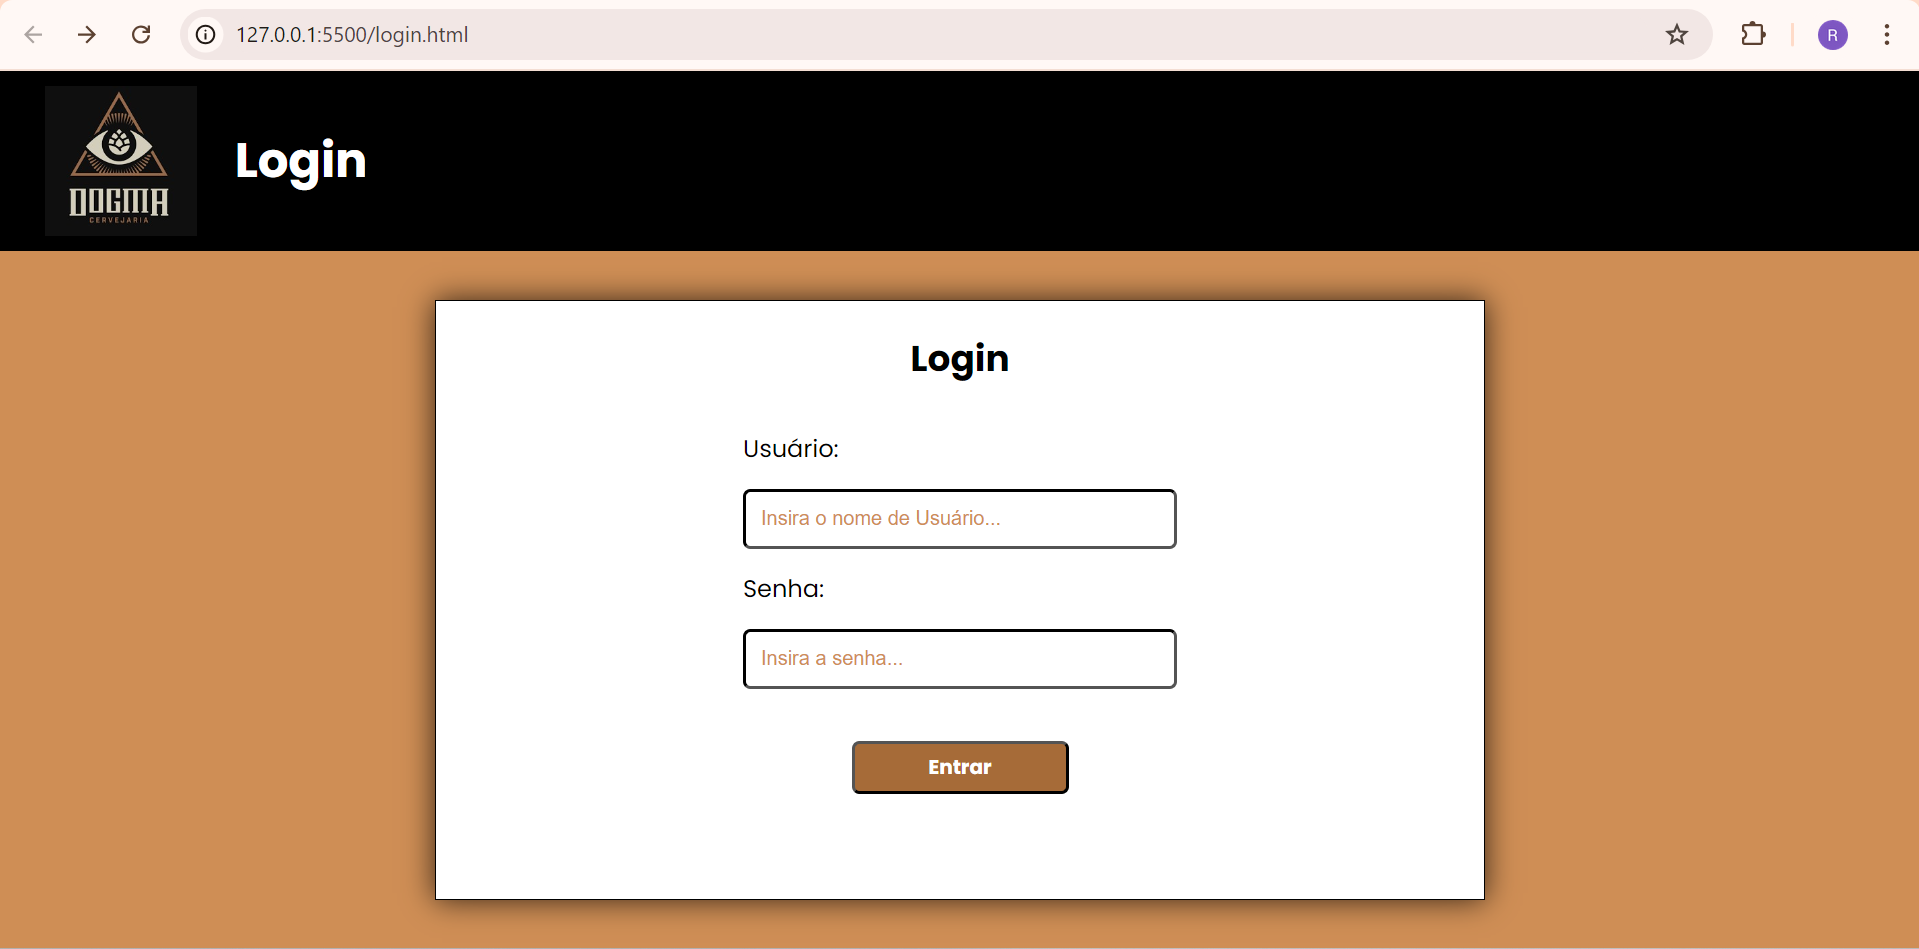 127.0.0.1:5500/login.html
R
DOGMA
CERVEJARIA
Login
Login
Usuário:
Insira o nome de Usuário...
Senha:
Insira a senha...
Entrar